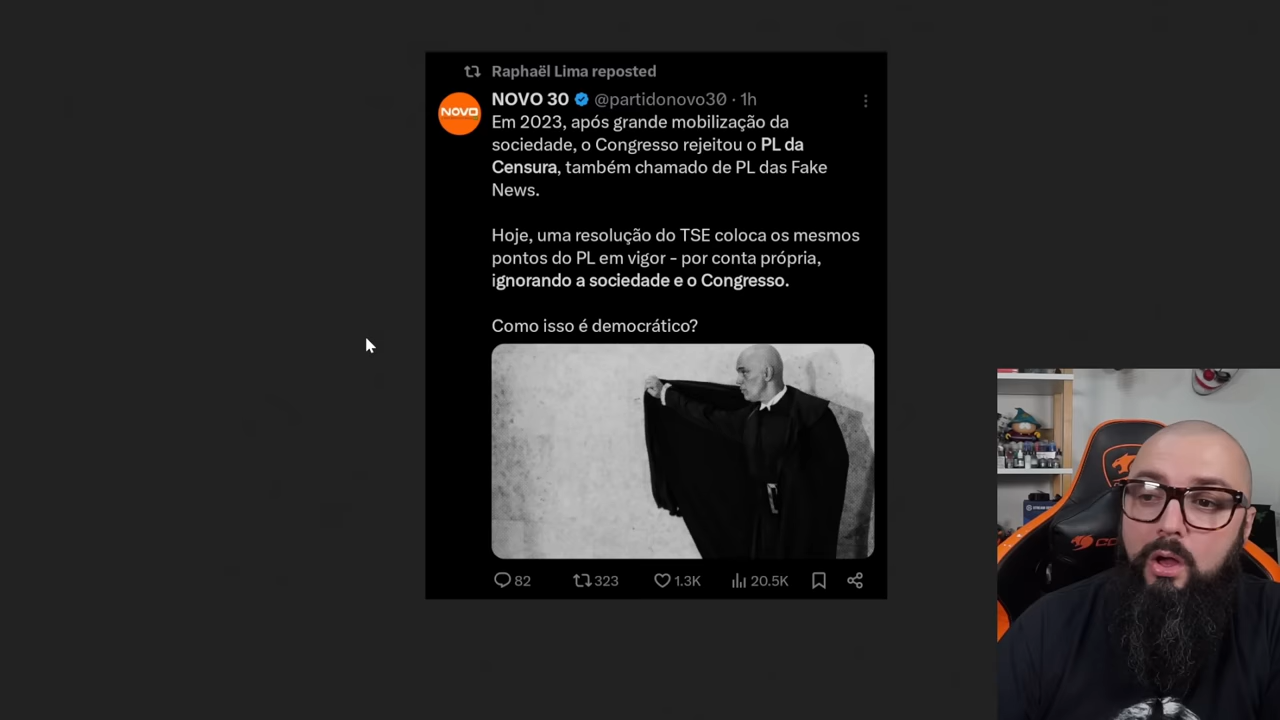 Raphaël Lima reposted
NOVO 30 @partidonovo30 · 1h
NOVO
Em 2023, após grande mobilização da
sociedade, o Congresso rejeitou o PL da
Censura, também chamado de PL das Fake
News.
Hoje, uma resolução do TSE coloca os mesmos
pontos do PL em vigor - por conta própria,
ignorando a sociedade e o Congresso.
Como isso é democrático?
82 323 1.3K 20.5K